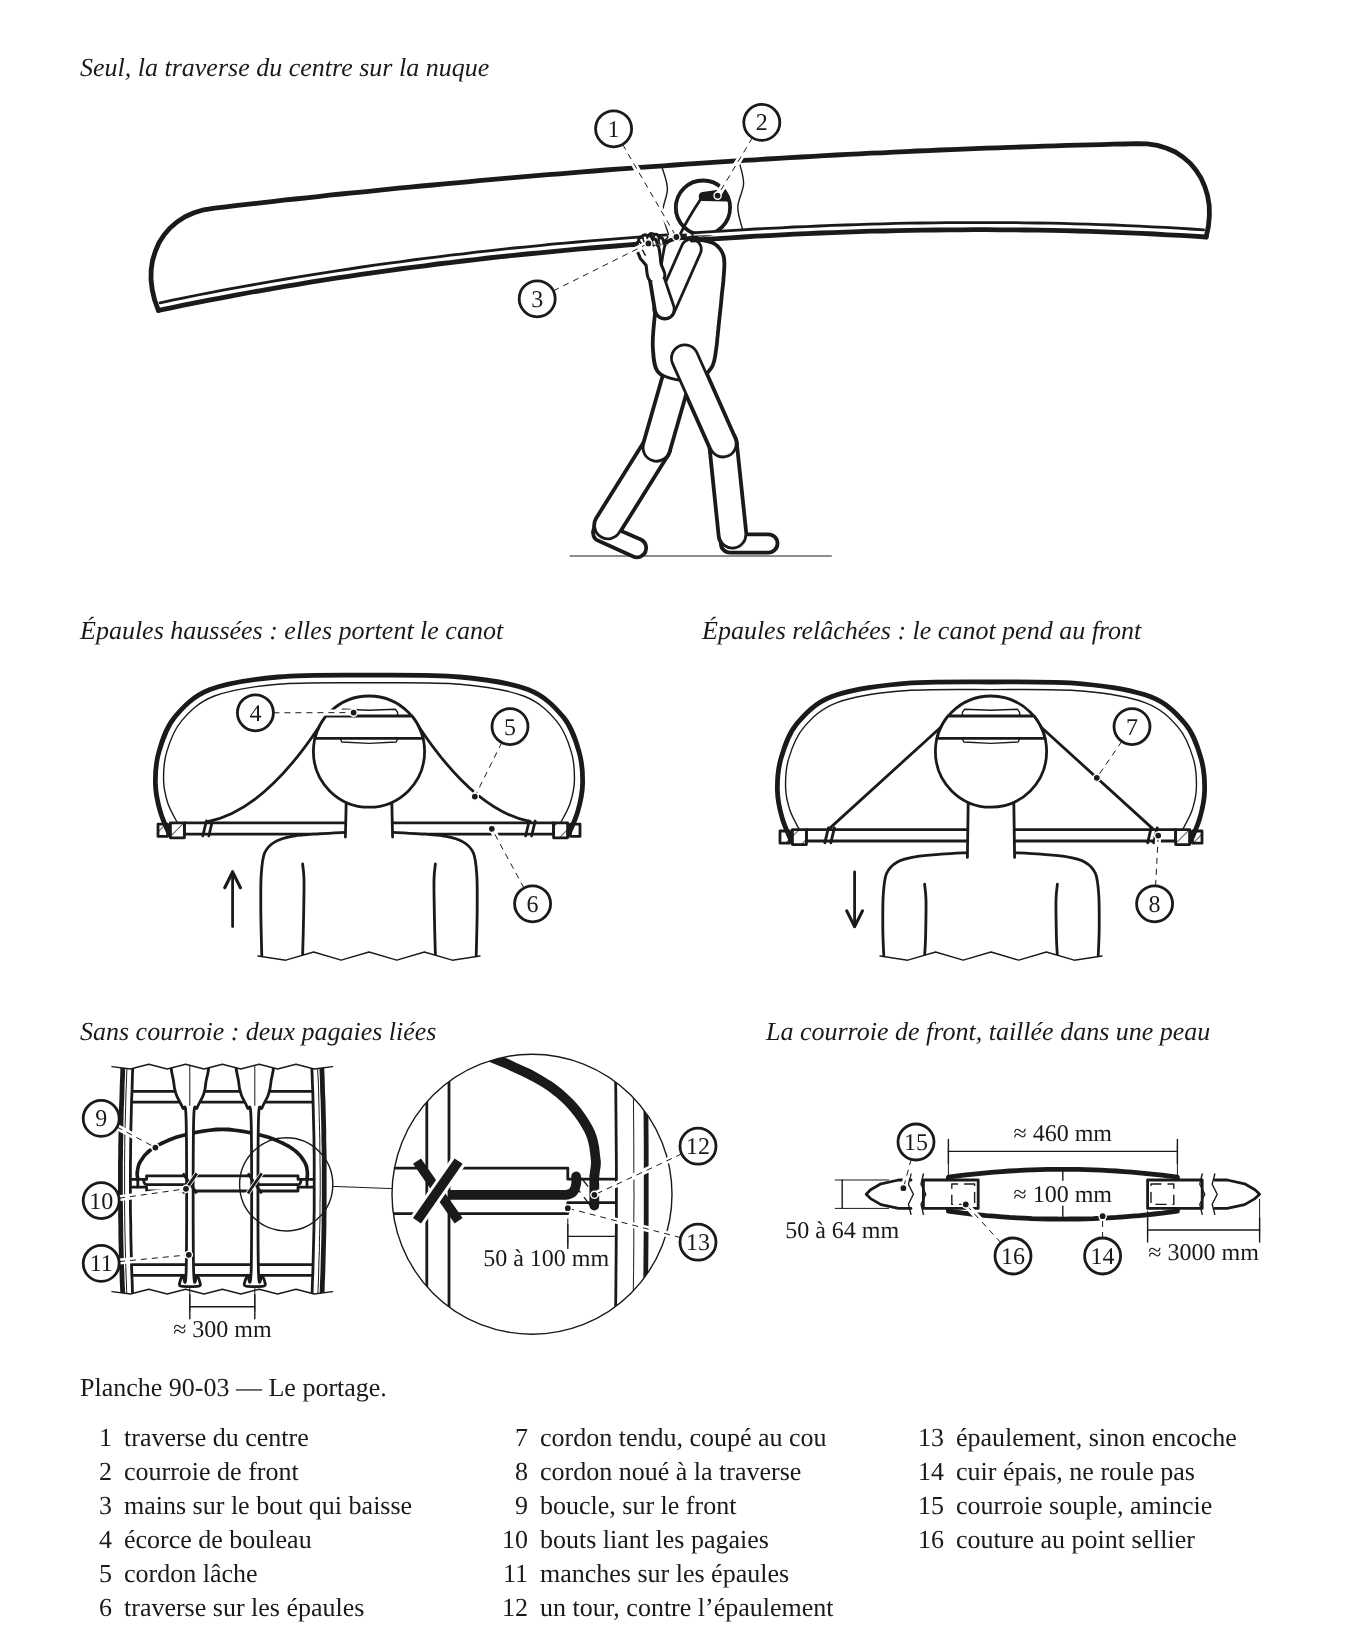 Seul, la traverse du centre sur la nuque
1
2
3
Épaules haussées : elles portent le canot
Épaules relâchées : le canot pend au front
4
5
6
7
8
Sans courroie : deux pagaies liées
La courroie de front, taillée dans une peau
9
10
11
≈ 300 mm
12
13
50 à 100 mm
15
≈ 460 mm
≈ 100 mm
50 à 64 mm
16
14
≈ 3000 mm
Planche 90-03 — Le portage.
1 traverse du centre
2 courroie de front
3 mains sur le bout qui baisse
4 écorce de bouleau
5 cordon lâche
6 traverse sur les épaules
7 cordon tendu, coupé au cou
8 cordon noué à la traverse
9 boucle, sur le front
10 bouts liant les pagaies
11 manches sur les épaules
12 un tour, contre l’épaulement
13 épaulement, sinon encoche
14 cuir épais, ne roule pas
15 courroie souple, amincie
16 couture au point sellier